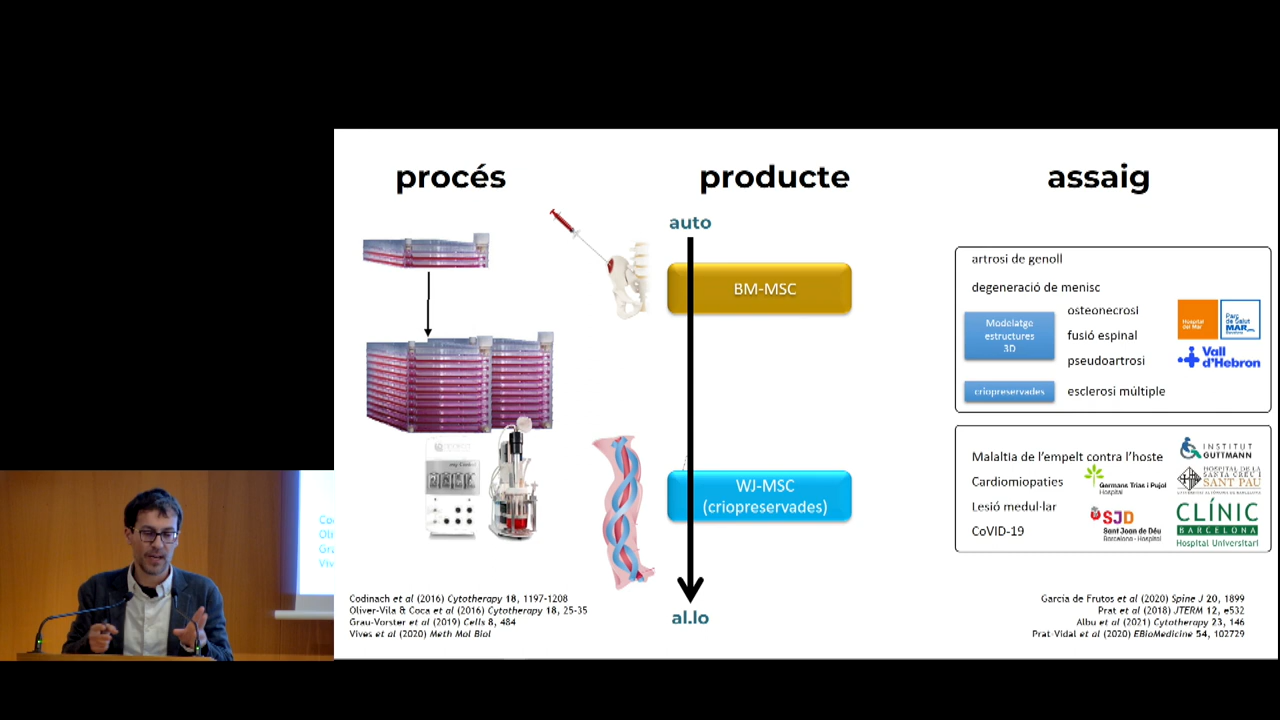 procés
producte
assaig
auto
BM-MSC
WJ-MSC
(criopreservades)
al.lo
artrosi de genoll
degeneració de menisc
Modelatge
estructures
3D
osteonecrosi
fusió espinal
pseudoartrosi
criopreservades
esclerosi múltiple
Hospital
del Mar
Parc
de Salut
MAR
Barcelona
Vall
d'Hebron
Malaltia de l'empelt contra l'hoste
Cardiomiopaties
Lesió medul·lar
CoVID-19
INSTITUT
GUTTMANN
Germans Trias i Pujol
Hospital
HOSPITAL DE LA
SANTA CREU I
SANT PAU
SJD
Sant Joan de Déu
Barcelona · Hospital
CLÍNIC
BARCELONA
Hospital Universitari
Codinach et al (2016) Cytotherapy 18, 1197-1208
Oliver-Vila & Coca et al (2016) Cytotherapy 18, 25-35
Grau-Vorster et al (2019) Cells 8, 484
Vives et al (2020) Meth Mol Biol
García de Frutos et al (2020) Spine J 20, 1899
Prat et al (2018) JTERM 12, e532
Albu et al (2021) Cytotherapy 23, 146
Prat-Vidal et al (2020) EBioMedicine 54, 102729
Co
Oli
Gra
Viv